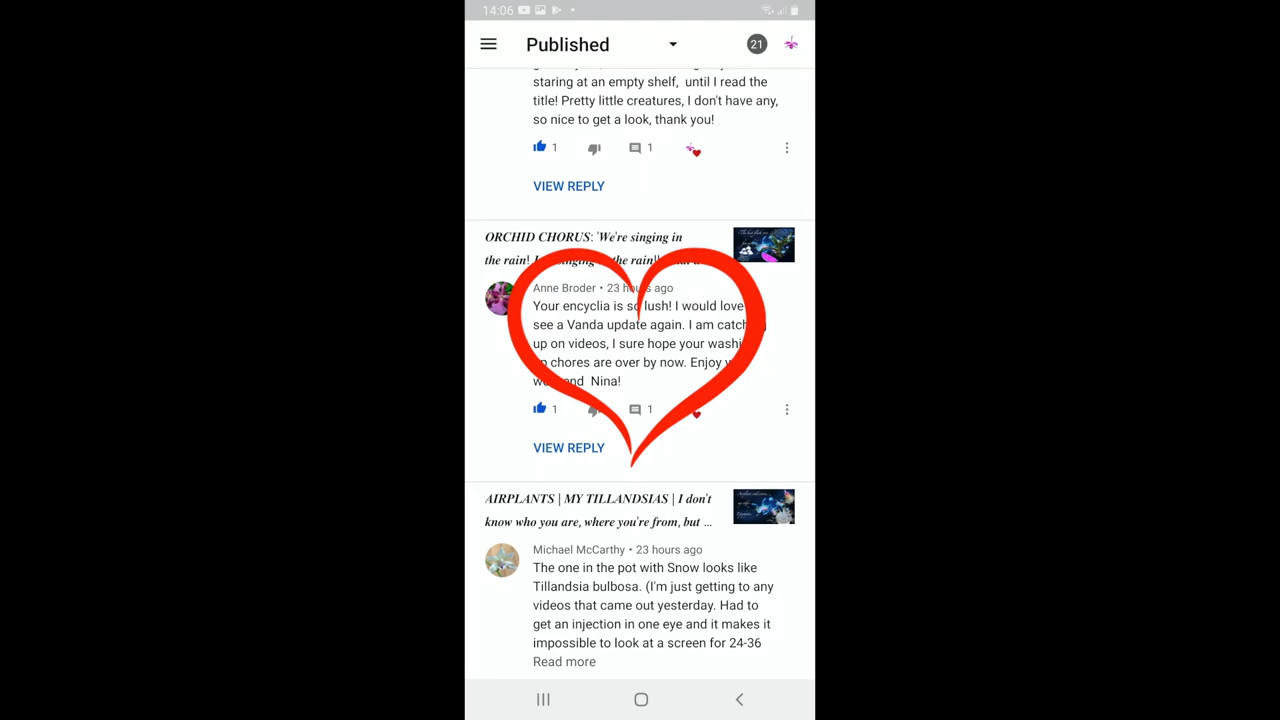 14:06
Published
21
staring at an empty shelf, until I read the
title! Pretty little creatures, I don't have any,
so nice to get a look, thank you!
1
1
VIEW REPLY
ORCHID CHORUS: 'We're singing in
the rain! singing the rain!
Anne Broder • 23 hours ago
Your encyclia is so lush! I would love
see a Vanda update again. I am
up on videos, I sure hope your
chores are over by now. Enjoy
Nina!
1
1
VIEW REPLY
AIRPLANTS | MY TILLANDSIAS | I don't
know who you are, where you're from, but ...
Michael McCarthy • 23 hours ago
The one in the pot with Snow looks like
Tillandsia bulbosa. (I'm just getting to any
videos that came out yesterday. Had to
get an injection in one eye and it makes it
impossible to look at a screen for 24-36
Read more